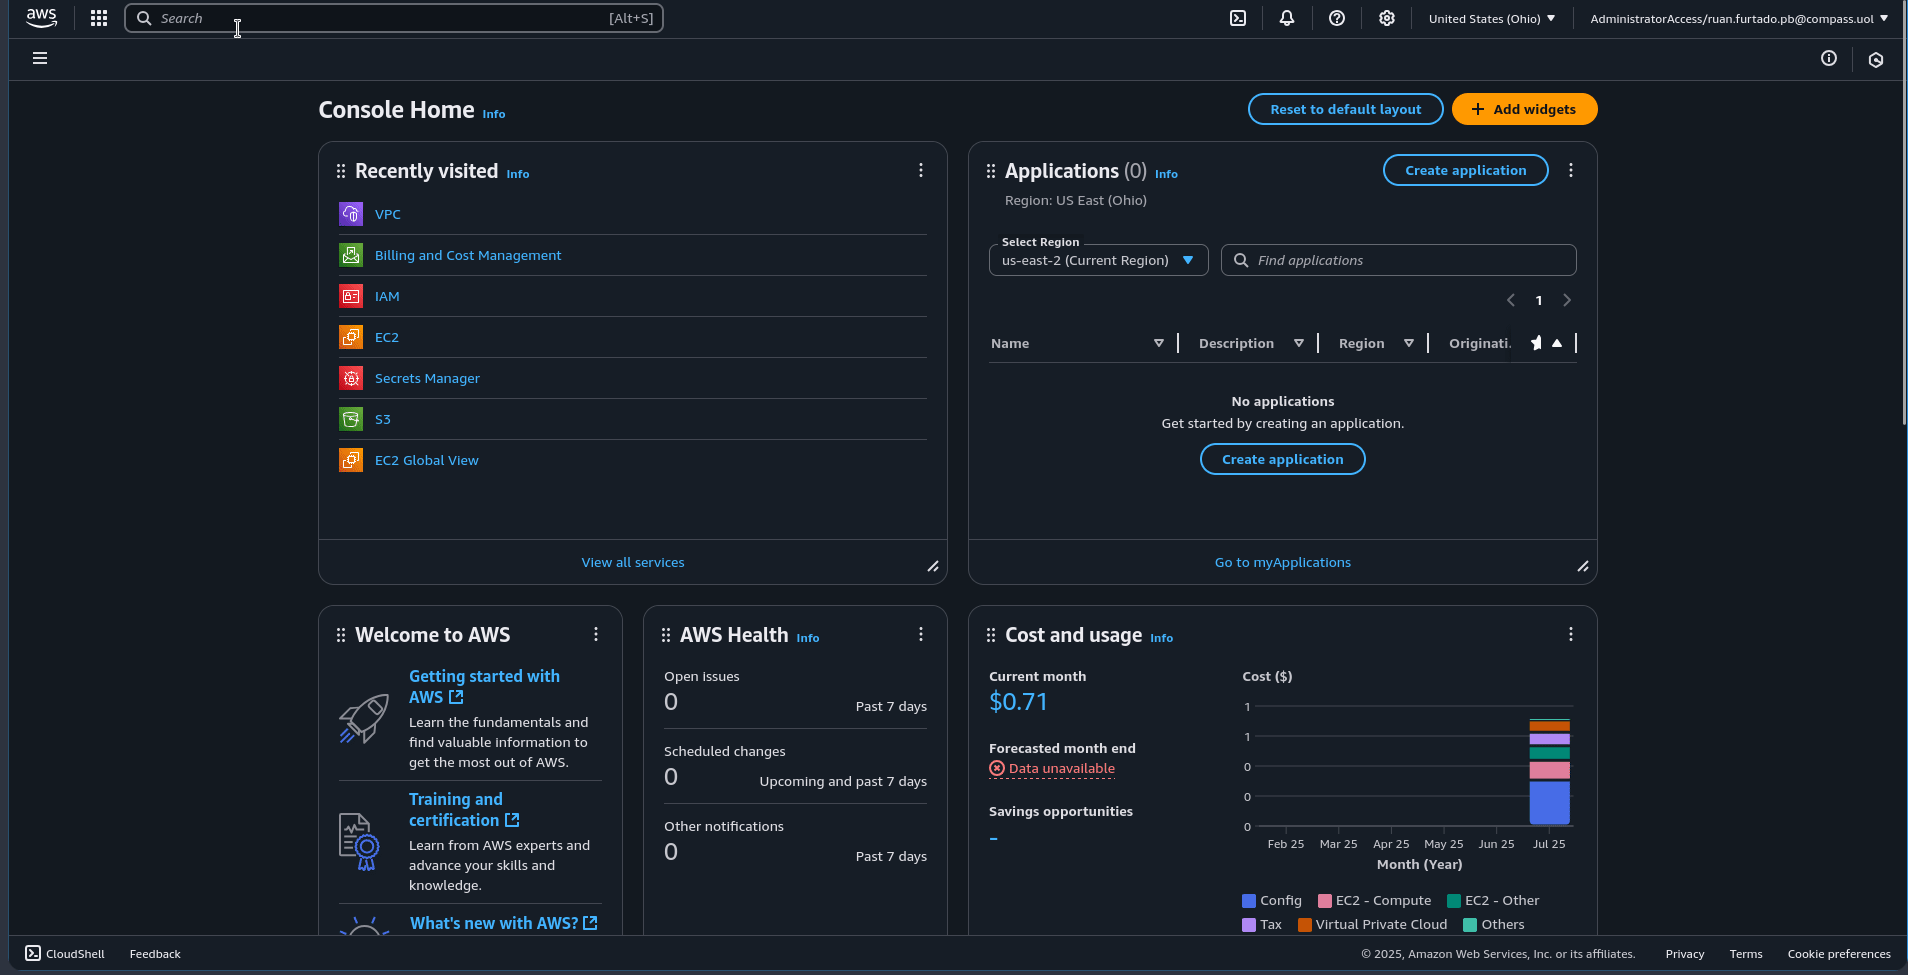 aws
Search [Alt+S]
United States (Ohio)
AdministratorAccess/ruan.furtado.pb@compass.uol
Console Home Info
Reset to default layout
Add widgets
Recently visited Info
VPC
Billing and Cost Management
IAM
EC2
Secrets Manager
S3
EC2 Global View
View all services
Applications (0) Info
Create application
Region: US East (Ohio)
Select Region
us-east-2 (Current Region)
Find applications
1
Name Description Region Originati.
No applications
Get started by creating an application.
Create application
Go to myApplications
Welcome to AWS
Getting started with
AWS
Learn the fundamentals and
find valuable information to
get the most out of AWS.
Training and
certification
Learn from AWS experts and
advance your skills and
knowledge.
What's new with AWS?
AWS Health Info
Open issues
0 Past 7 days
Scheduled changes
0 Upcoming and past 7 days
Other notifications
0 Past 7 days
Cost and usage Info
Current month
$0.71
Forecasted month end
Data unavailable
Savings opportunities
–
Cost ($)
1
1
0
0
0
Feb 25 Mar 25 Apr 25 May 25 Jun 25 Jul 25
Month (Year)
Config EC2 - Compute EC2 - Other
Tax Virtual Private Cloud Others
CloudShell Feedback
© 2025, Amazon Web Services, Inc. or its affiliates. Privacy Terms Cookie preferences